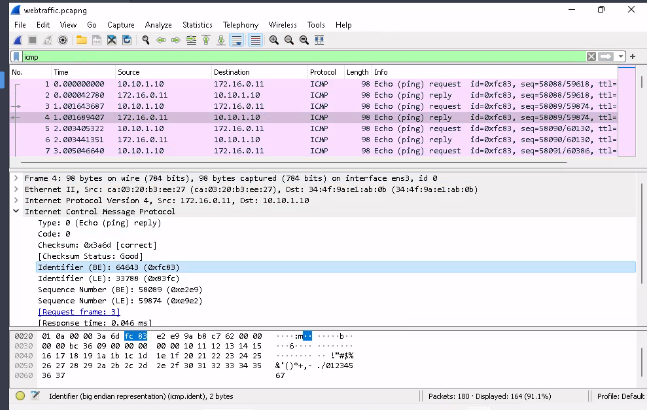 webtraffic.pcapng
File Edit View Go Capture Analyze Statistics Telephony Wireless Tools Help
icmp
No. Time Source Destination Protocol Length Info
1 0.000000000 10.10.1.10 172.16.0.11 ICMP 98 Echo (ping) request id=0xfc83, seq=58088/59618, ttl=
2 0.000042780 172.16.0.11 10.10.1.10 ICMP 98 Echo (ping) reply id=0xfc83, seq=58088/59618, ttl=
3 1.001643607 10.10.1.10 172.16.0.11 ICMP 98 Echo (ping) request id=0xfc83, seq=58089/59874, ttl=
4 1.001689407 172.16.0.11 10.10.1.10 ICMP 98 Echo (ping) reply id=0xfc83, seq=58089/59874, ttl=
5 2.003405322 10.10.1.10 172.16.0.11 ICMP 98 Echo (ping) request id=0xfc83, seq=58090/60130, ttl=
6 2.003441351 172.16.0.11 10.10.1.10 ICMP 98 Echo (ping) reply id=0xfc83, seq=58090/60130, ttl=
7 3.005046640 10.10.1.10 172.16.0.11 ICMP 98 Echo (ping) request id=0xfc83, seq=58091/60386, ttl=
Frame 4: 98 bytes on wire (784 bits), 98 bytes captured (784 bits) on interface ens3, id 0
Ethernet II, Src: ca:03:20:b3:ee:27 (ca:03:20:b3:ee:27), Dst: 34:4f:9a:e1:ab:0b (34:4f:9a:e1:ab:0b)
Internet Protocol Version 4, Src: 172.16.0.11, Dst: 10.10.1.10
Internet Control Message Protocol
Type: 0 (Echo (ping) reply)
Code: 0
Checksum: 0x3a6d [correct]
[Checksum Status: Good]
Identifier (BE): 64643 (0xfc83)
Identifier (LE): 33788 (0x83fc)
Sequence Number (BE): 58089 (0xe2e9)
Sequence Number (LE): 59874 (0xe9e2)
[Request frame: 3]
[Response time: 0.046 ms]
0020 01 0a 00 00 3a 6d fc 83 e2 e9 9a b8 c7 62 00 00 ····:m·· ·····b··
0030 00 00 bc 36 09 00 00 00 00 00 10 11 12 13 14 15 ···6···· ········
0040 16 17 18 19 1a 1b 1c 1d 1e 1f 20 21 22 23 24 25 ········ ·· !"#$%
0050 26 27 28 29 2a 2b 2c 2d 2e 2f 30 31 32 33 34 35 &'()*+,- ./012345
0060 36 37 67
Identifier (big endian representation) (icmp.ident), 2 bytes Packets: 180 · Displayed: 164 (91.1%) Profile: Default